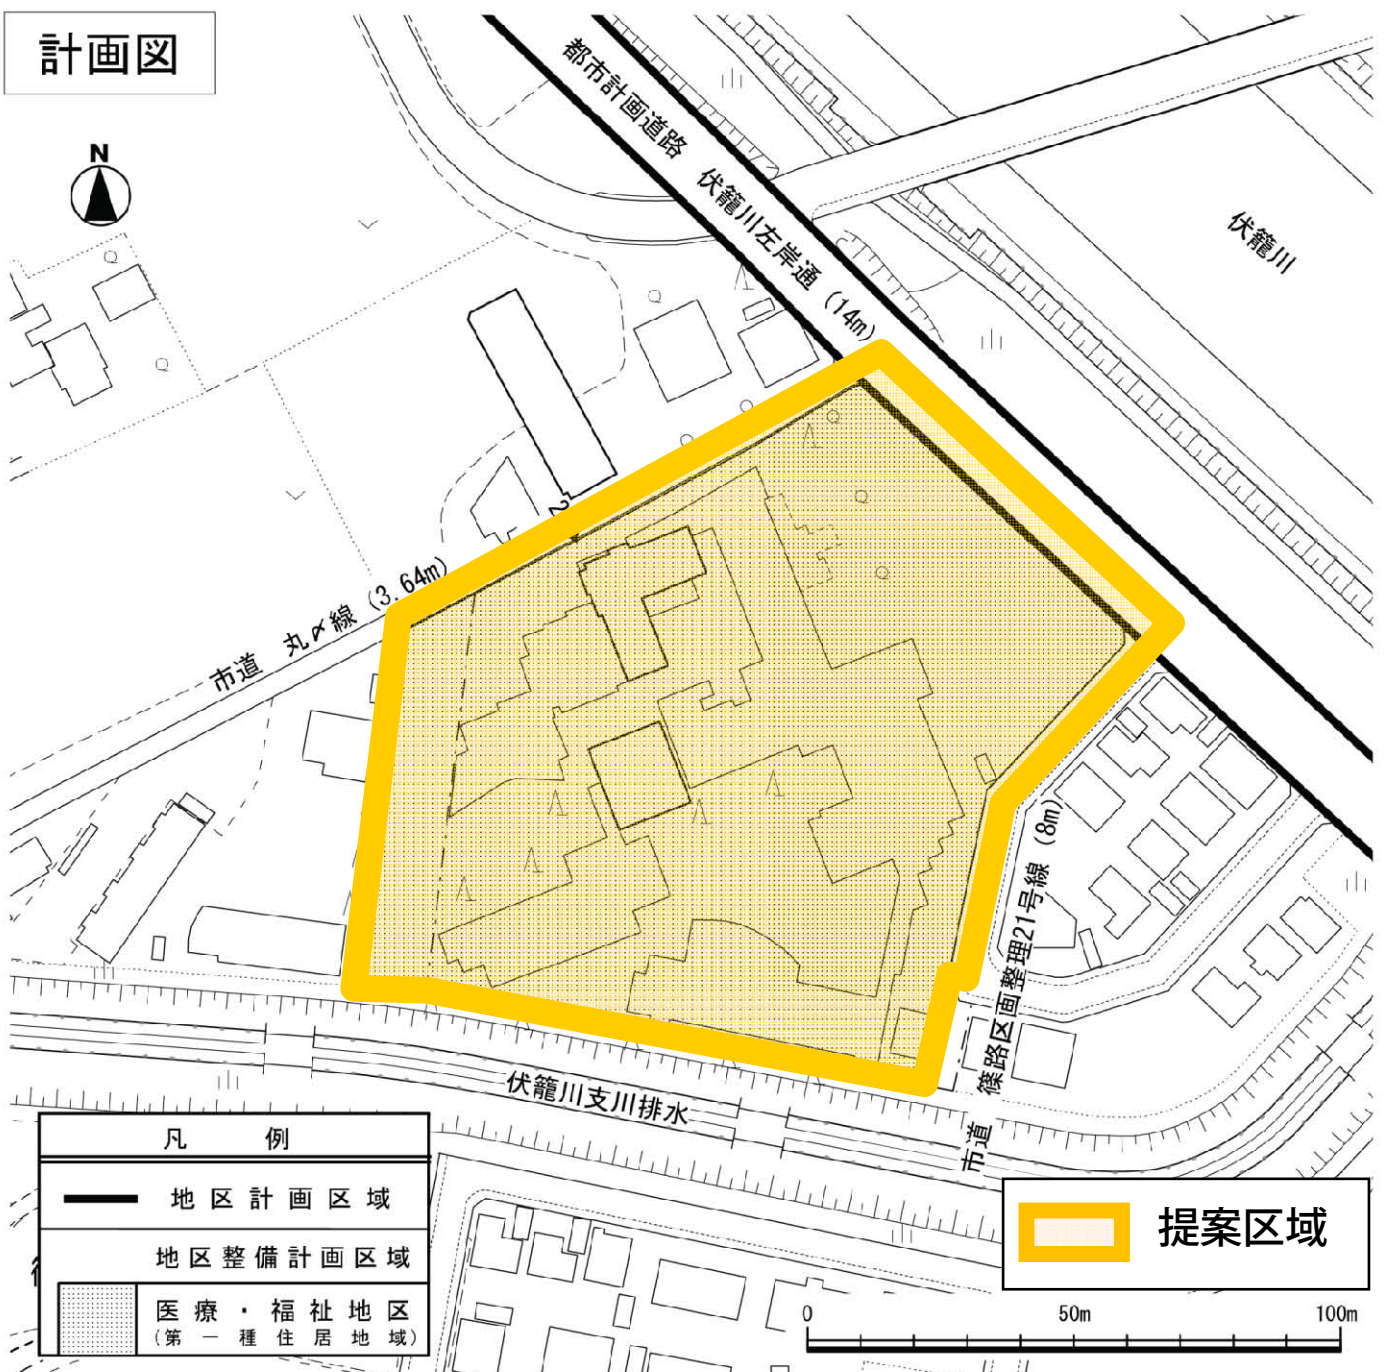 計画図
N
都市計画道路 伏籠川左岸通(14m)
伏籠川
2
市道 丸〆線(3.64m)
市道 篠路区画整理21号線(8m)
伏籠川支川排水
凡 例
地区計画区域
地区整備計画区域
医療・福祉地区
(第一種住居地域)
提案区域
0 50m 100m